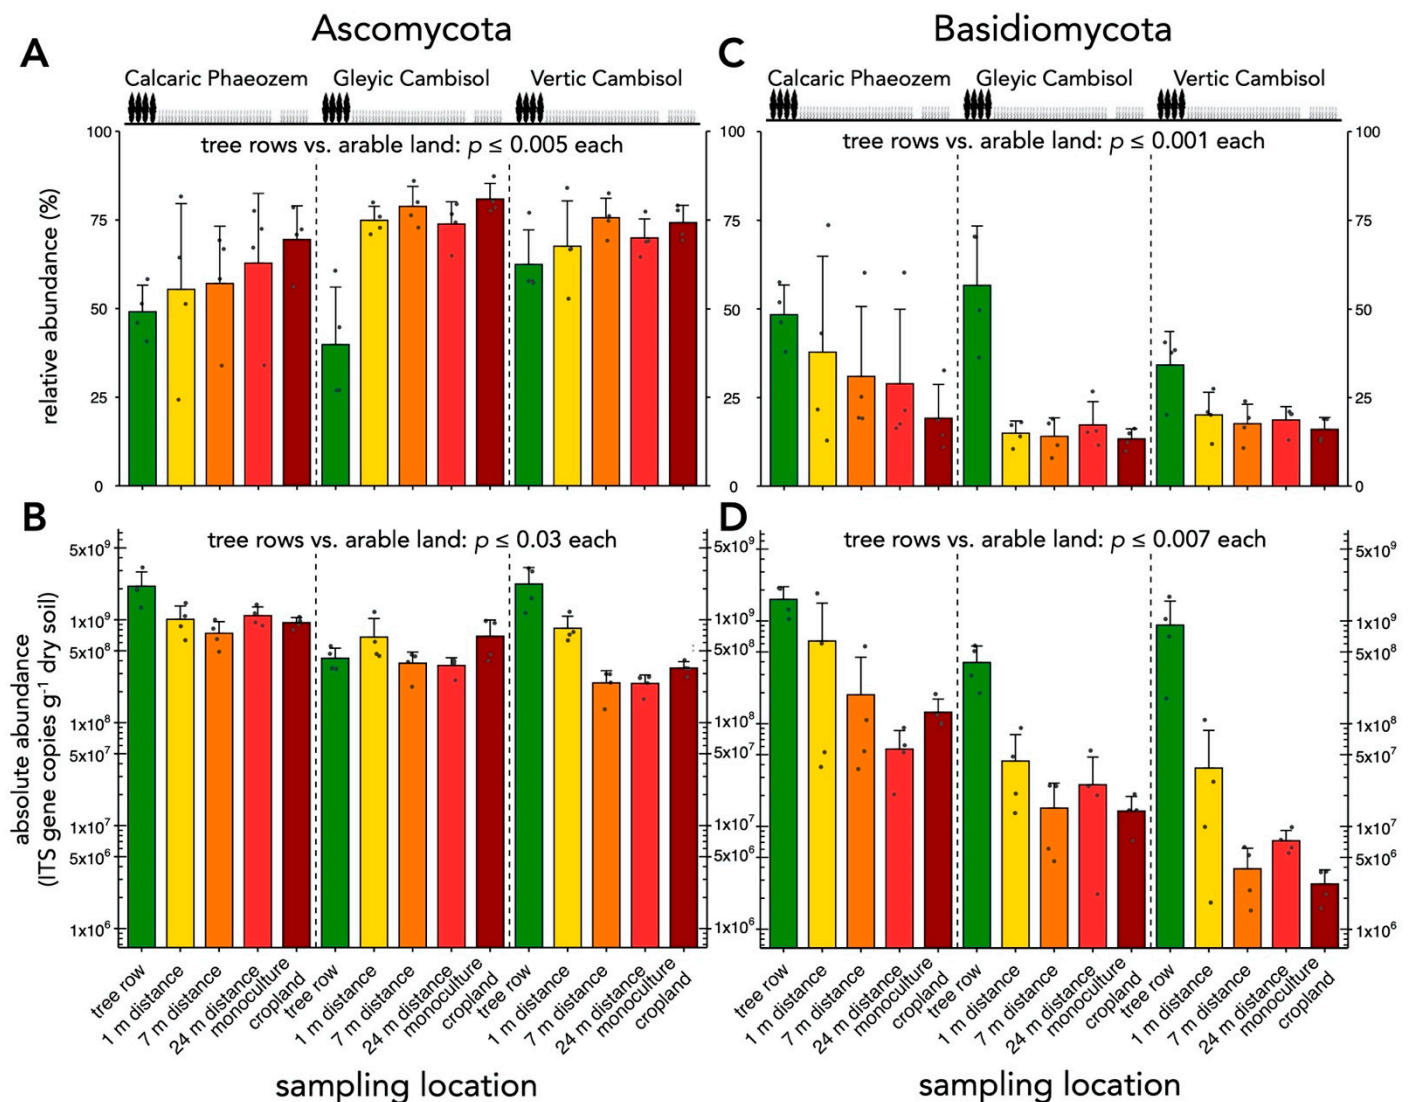 Ascomycota
Basidiomycota
A
C
Calcaric Phaeozem
Gleyic Cambisol
Vertic Cambisol
Calcaric Phaeozem
Gleyic Cambisol
Vertic Cambisol
tree rows vs. arable land: p ≤ 0.005 each
tree rows vs. arable land: p ≤ 0.001 each
relative abundance (%)
100
75
50
25
0
100
75
50
25
0
100
75
50
25
0
B
D
tree rows vs. arable land: p ≤ 0.03 each
tree rows vs. arable land: p ≤ 0.007 each
absolute abundance
(ITS gene copies g⁻¹ dry soil)
5x10⁹
1x10⁹
5x10⁸
1x10⁸
5x10⁷
1x10⁷
5x10⁶
1x10⁶
5x10⁹
1x10⁹
5x10⁸
1x10⁸
5x10⁷
1x10⁷
5x10⁶
1x10⁶
5x10⁹
1x10⁹
5x10⁸
1x10⁸
5x10⁷
1x10⁷
5x10⁶
1x10⁶
tree row
1 m distance
7 m distance
24 m distance
monoculture
cropland
tree row
1 m distance
7 m distance
24 m distance
monoculture
cropland
tree row
1 m distance
7 m distance
24 m distance
monoculture
cropland
tree row
1 m distance
7 m distance
24 m distance
monoculture
cropland
tree row
1 m distance
7 m distance
24 m distance
monoculture
cropland
tree row
1 m distance
7 m distance
24 m distance
monoculture
cropland
sampling location
sampling location